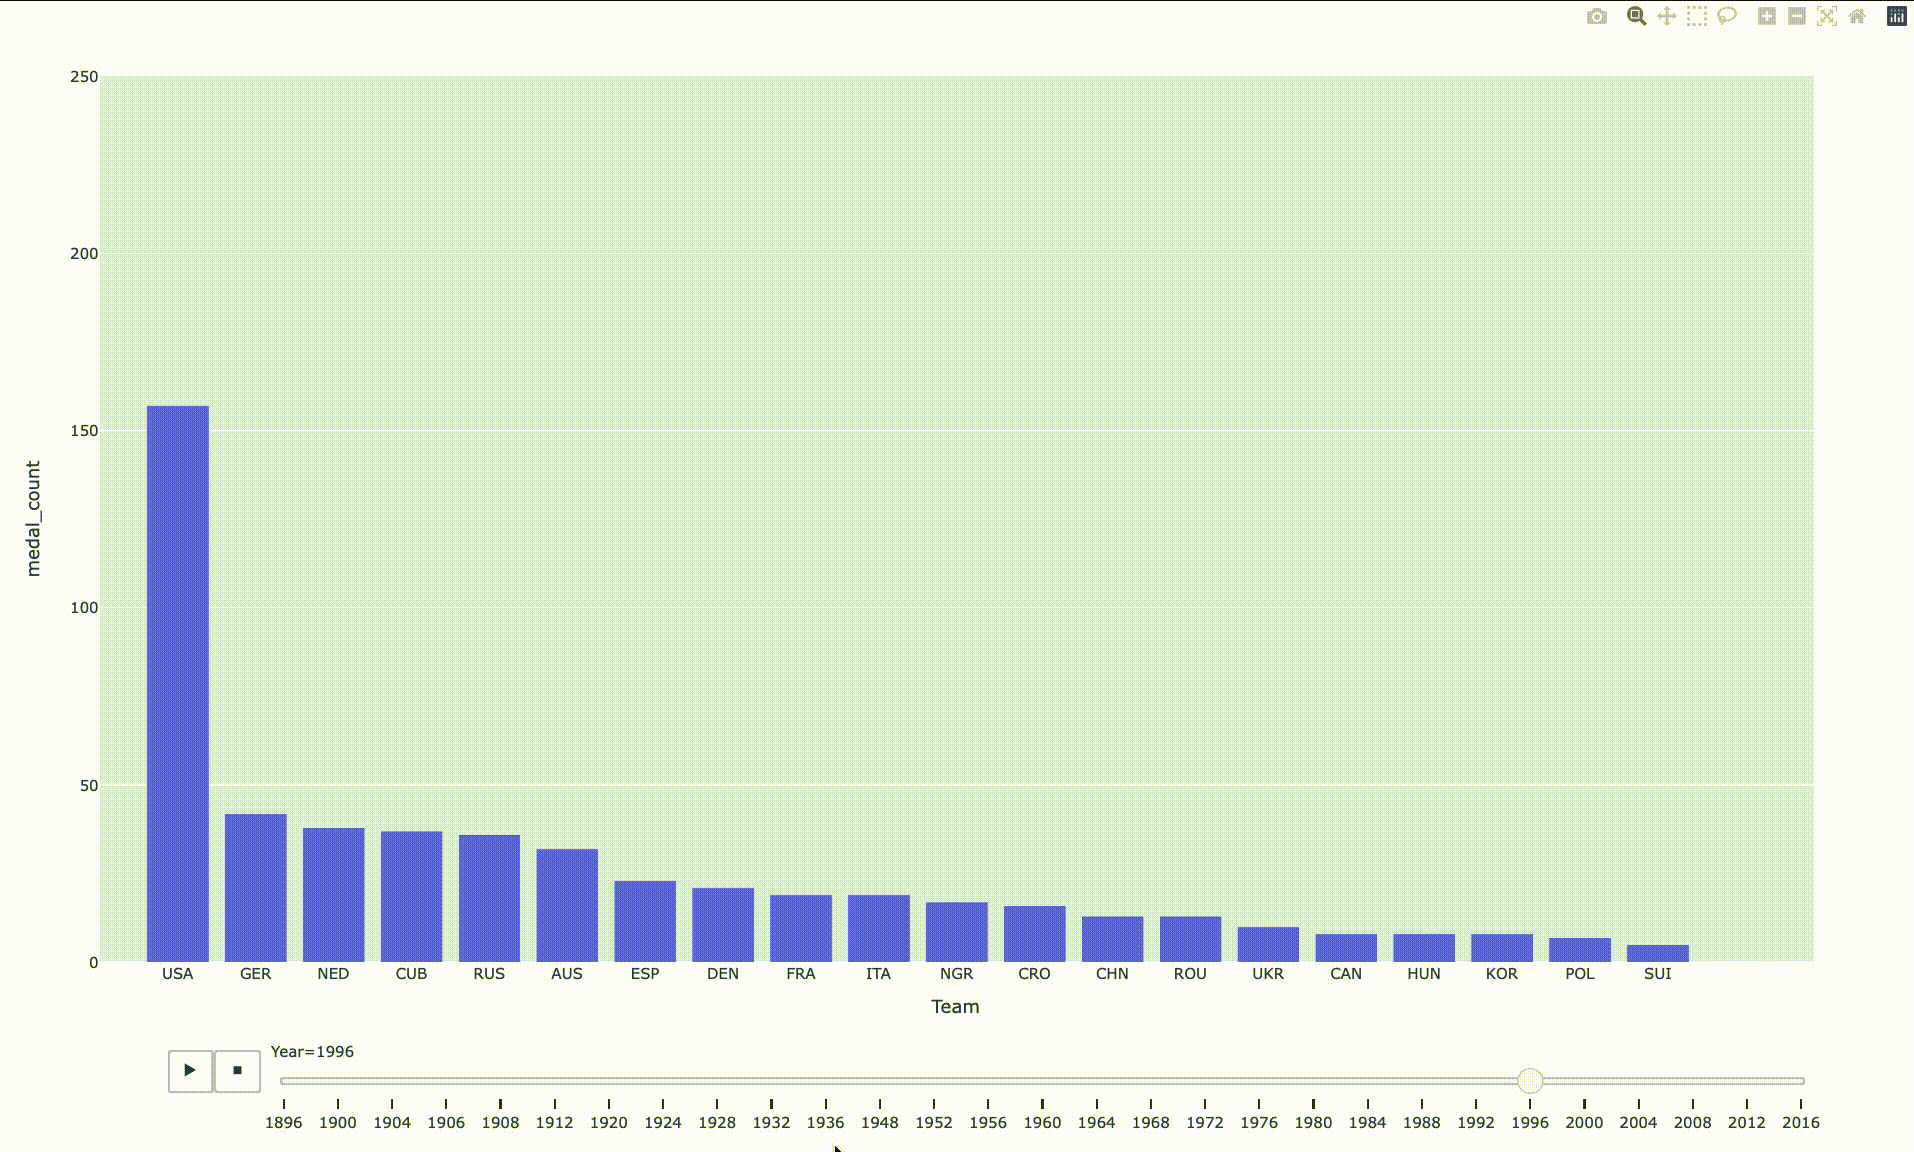 250
200
150
100
50
0
medal_count
USA GER NED CUB RUS AUS ESP DEN FRA ITA NGR CRO CHN ROU UKR CAN HUN KOR POL SUI
Team
Year=1996
1896 1900 1904 1906 1908 1912 1920 1924 1928 1932 1936 1948 1952 1956 1960 1964 1968 1972 1976 1980 1984 1988 1992 1996 2000 2004 2008 2012 2016